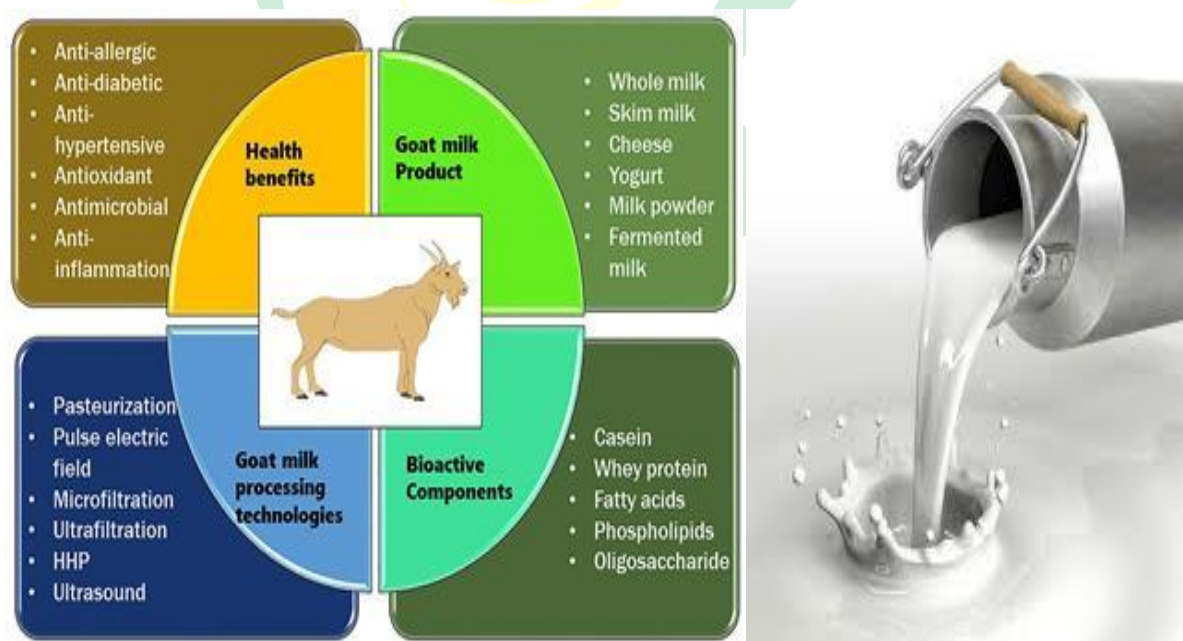 • Anti-allergic
• Anti-diabetic
• Anti-
hypertensive
• Antioxidant
• Antimicrobial
• Anti-
inflammation
Health
benefits
Goat milk
Product
• Whole milk
• Skim milk
• Cheese
• Yogurt
• Milk powder
• Fermented
milk
• Pasteurization
• Pulse electric
field
• Microfiltration
• Ultrafiltration
• HHP
• Ultrasound
Goat milk
processing
technologies
Bioactive
Components
• Casein
• Whey protein
• Fatty acids
• Phospholipids
• Oligosaccharide